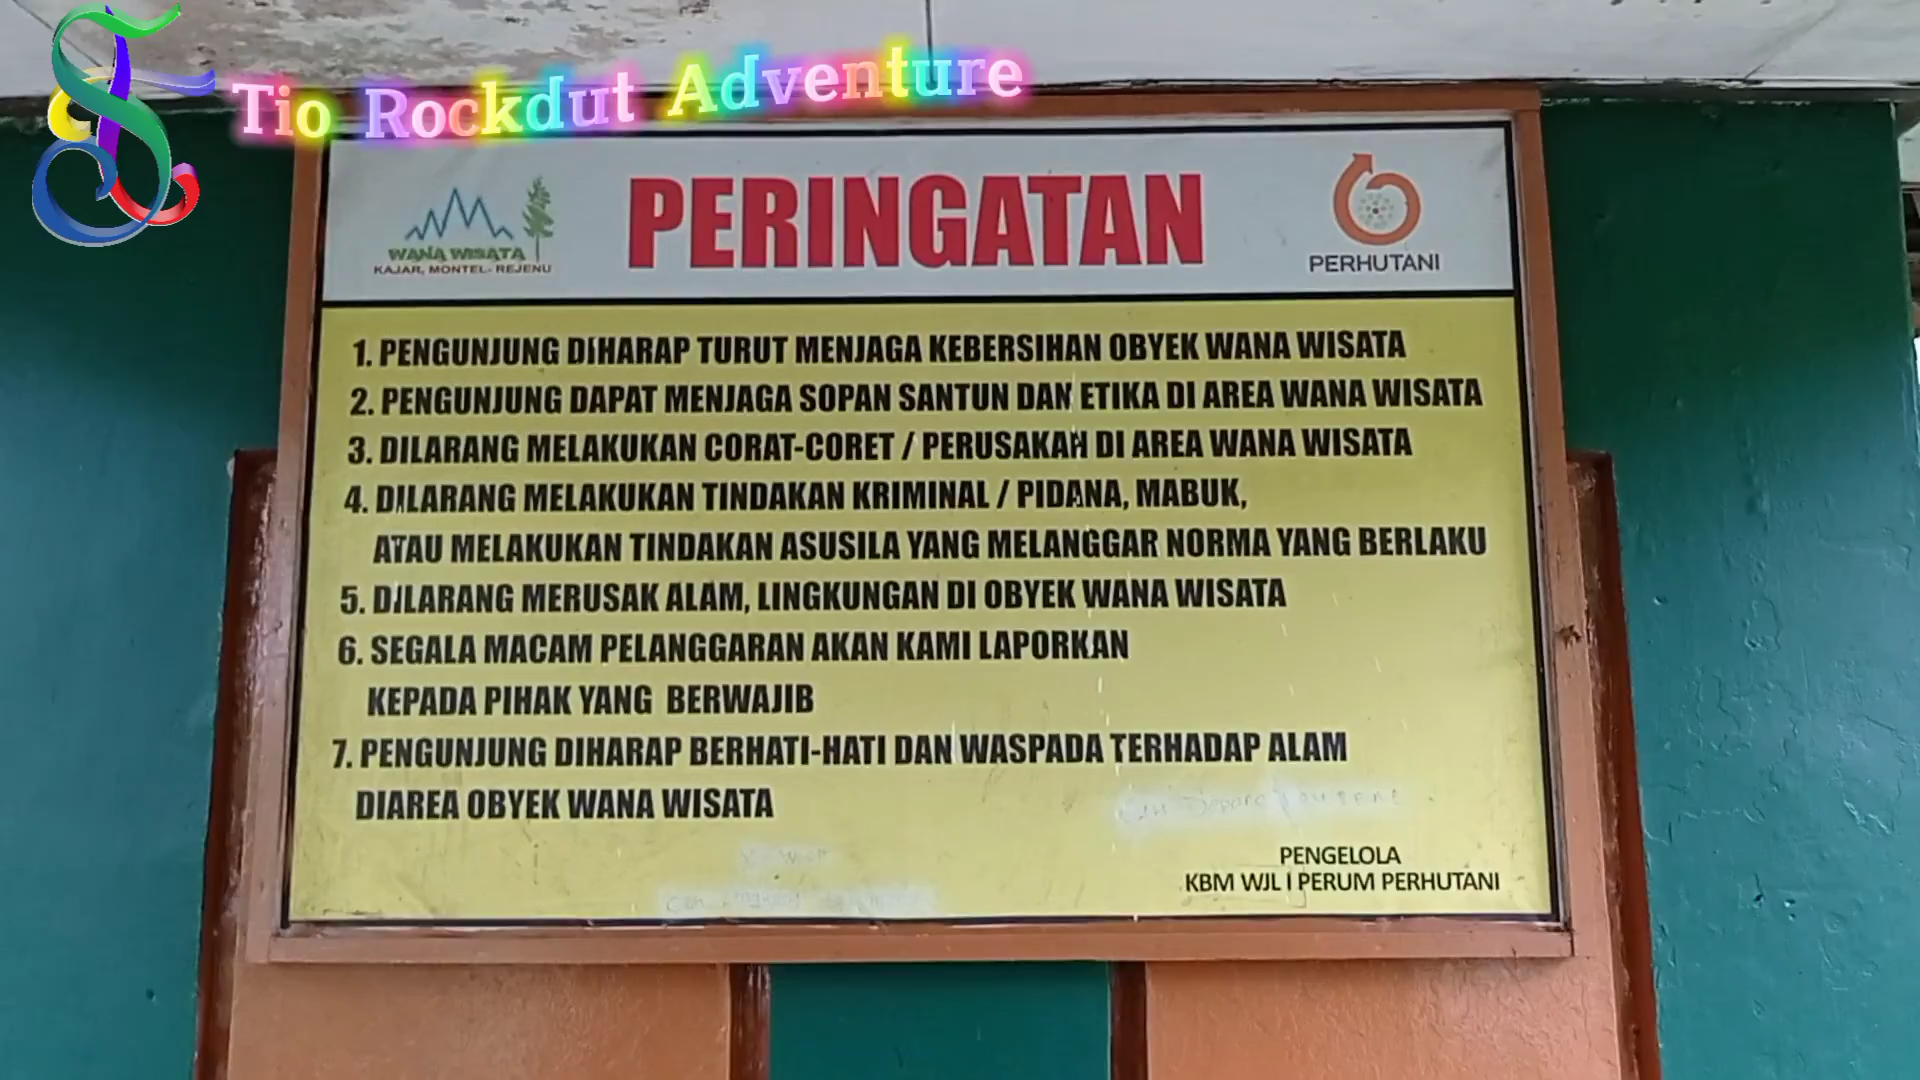 Tio Rockdut Adventure
WANA WISATA
KAJAR, MONTEL- REJENU
PERINGATAN
PERHUTANI
1. PENGUNJUNG DIHARAP TURUT MENJAGA KEBERSIHAN OBYEK WANA WISATA
2. PENGUNJUNG DAPAT MENJAGA SOPAN SANTUN DAN ETIKA DI AREA WANA WISATA
3. DILARANG MELAKUKAN CORAT-CORET / PERUSAKAN DI AREA WANA WISATA
4. DILARANG MELAKUKAN TINDAKAN KRIMINAL / PIDANA, MABUK,
ATAU MELAKUKAN TINDAKAN ASUSILA YANG MELANGGAR NORMA YANG BERLAKU
5. DILARANG MERUSAK ALAM, LINGKUNGAN DI OBYEK WANA WISATA
6. SEGALA MACAM PELANGGARAN AKAN KAMI LAPORKAN
KEPADA PIHAK YANG BERWAJIB
7. PENGUNJUNG DIHARAP BERHATI-HATI DAN WASPADA TERHADAP ALAM
DIAREA OBYEK WANA WISATA
PENGELOLA
KBM WJL I PERUM PERHUTANI